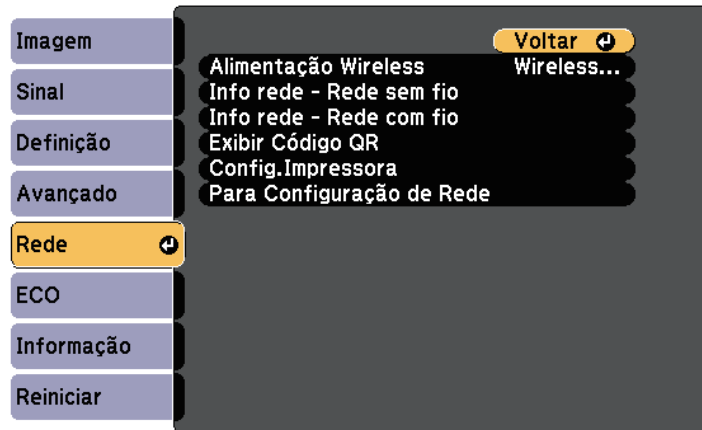 Imagem
Sinal
Definição
Avançado
Rede
ECO
Informação
Reiniciar
Voltar
Alimentação Wireless Wireless...
Info rede - Rede sem fio
Info rede - Rede com fio
Exibir Código QR
Config.Impressora
Para Configuração de Rede